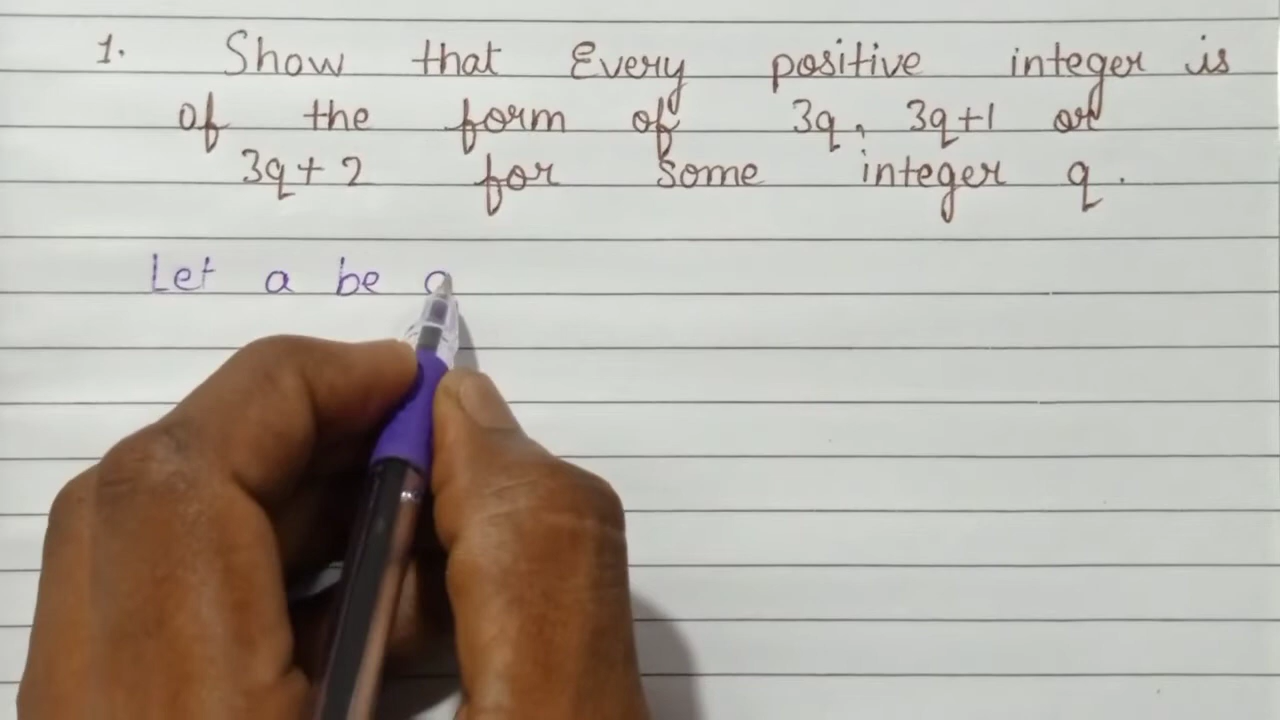 1. Show that Every positive integer is
of the form of 3q, 3q+1 or
3q+2 for some integer q.
Let a be a